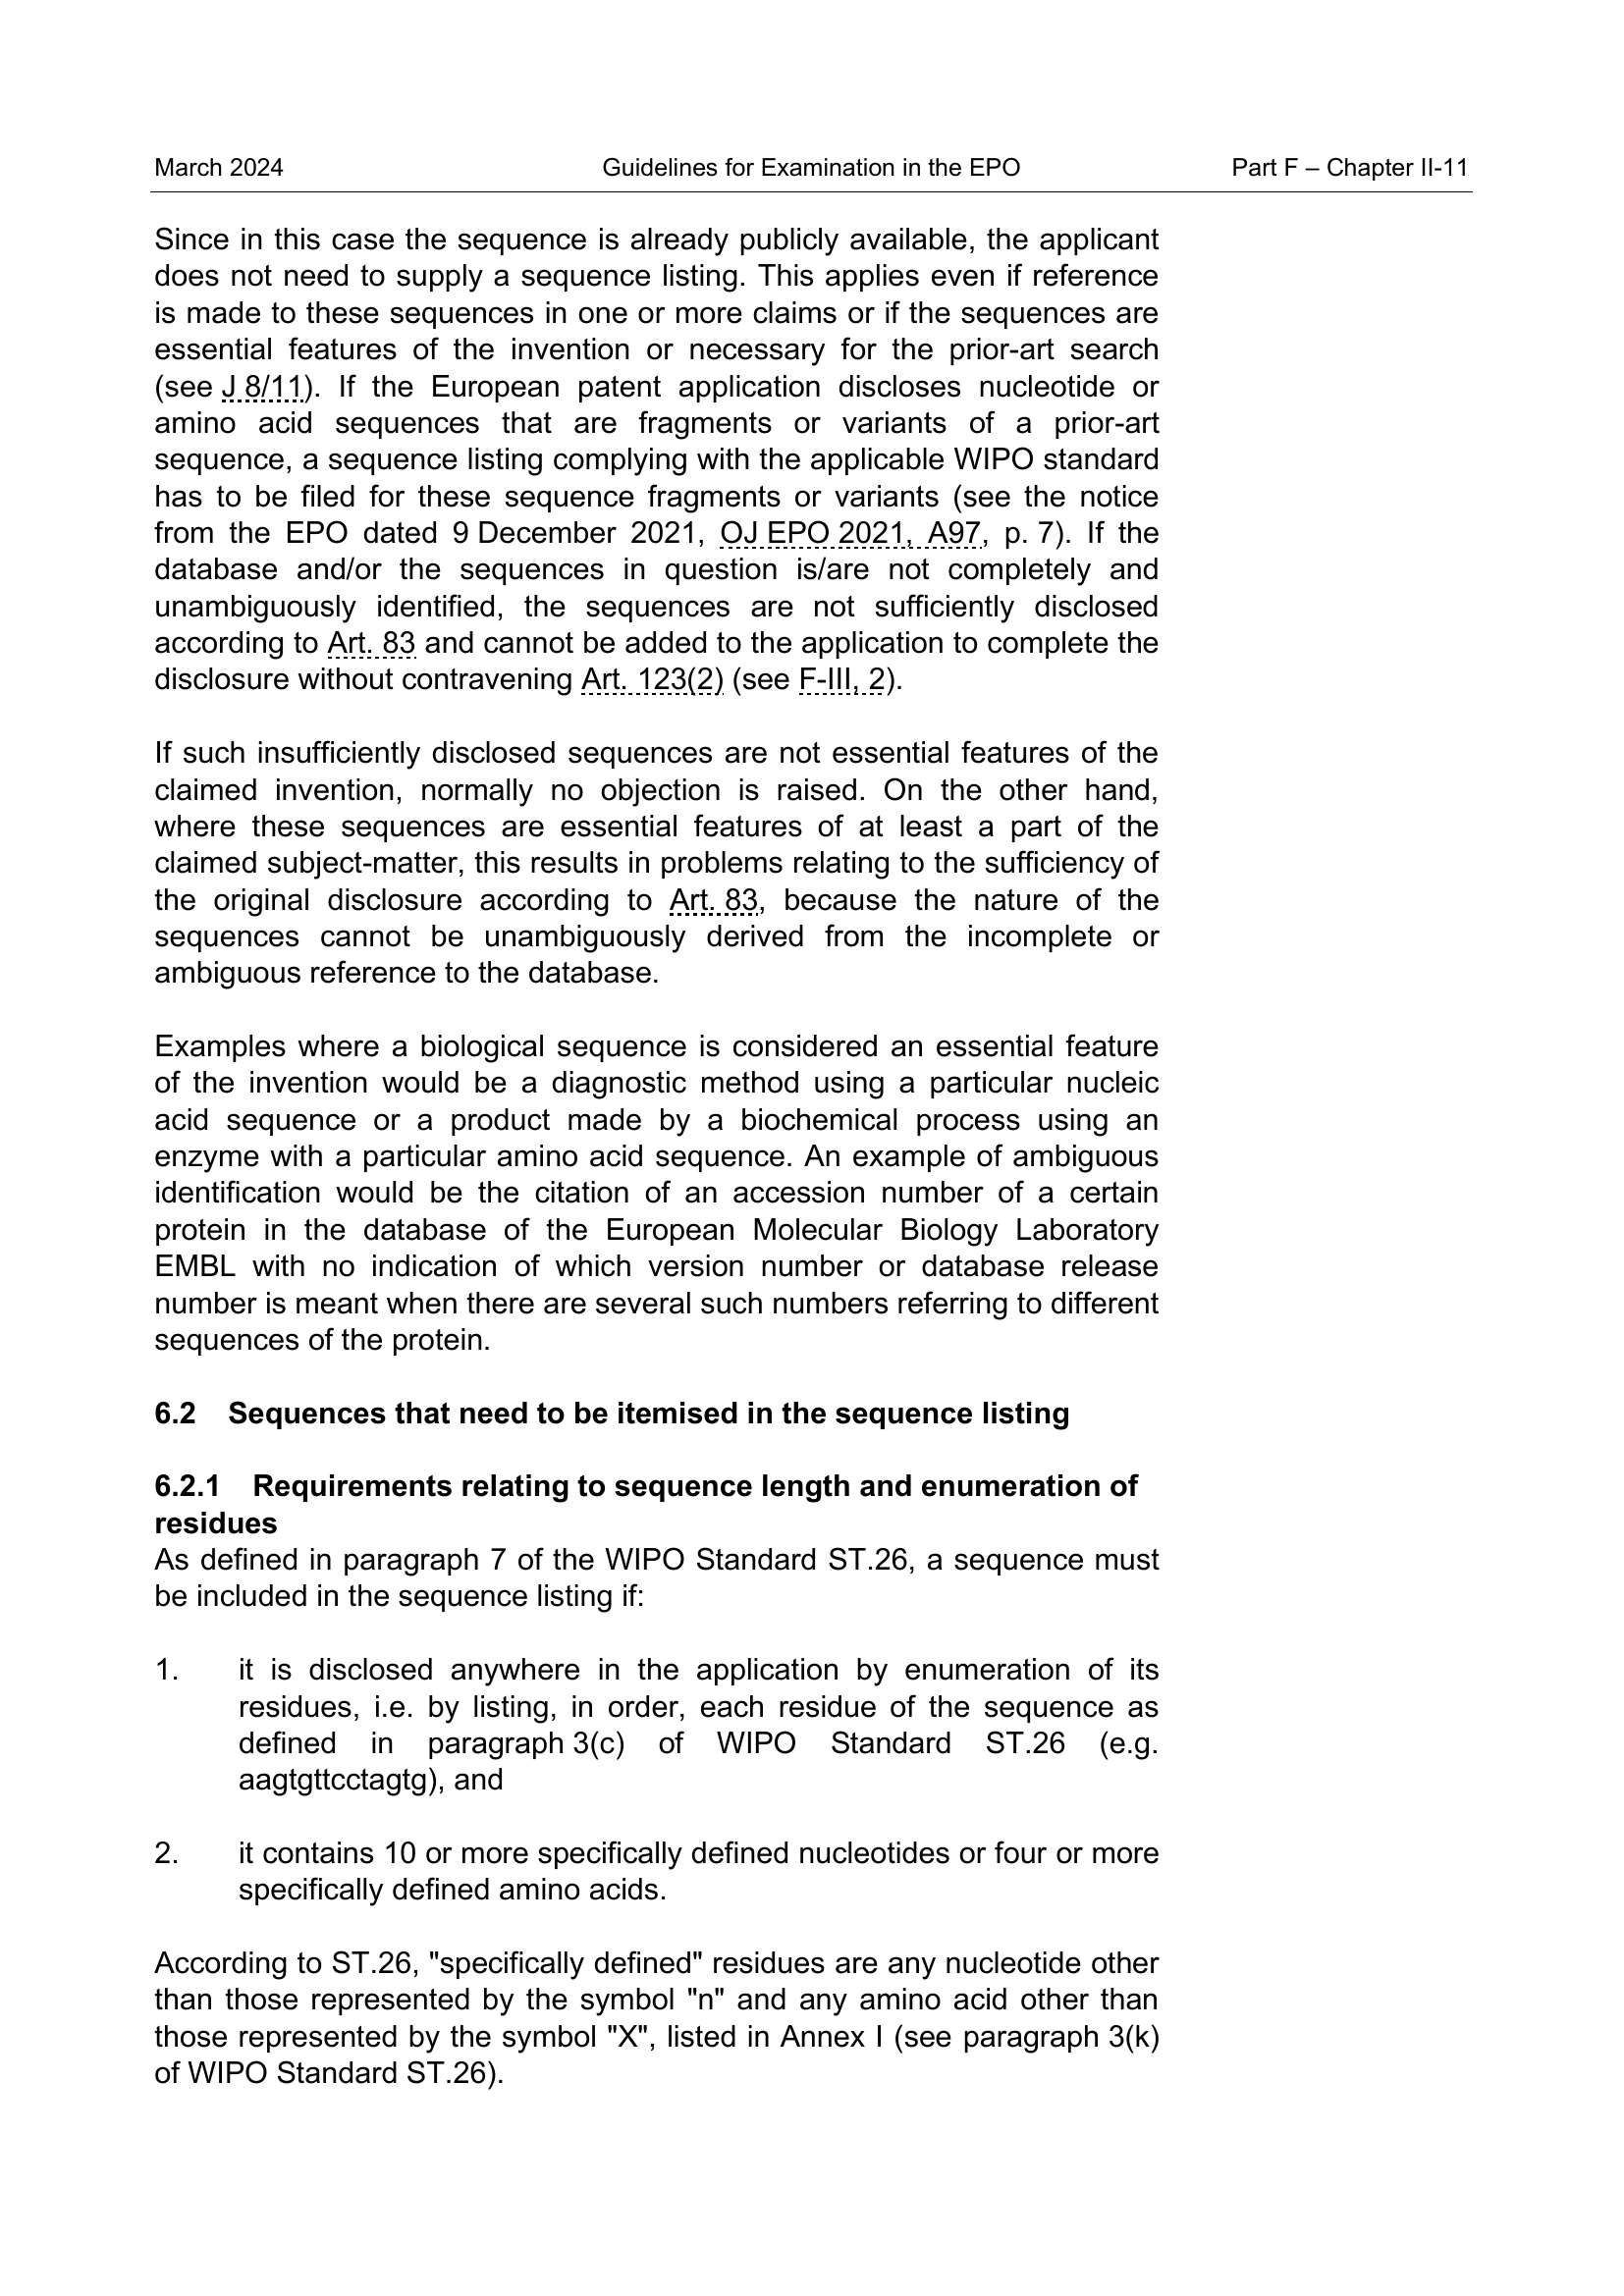 March 2024 Guidelines for Examination in the EPO Part F – Chapter II-11
Since in this case the sequence is already publicly available, the applicant
does not need to supply a sequence listing. This applies even if reference
is made to these sequences in one or more claims or if the sequences are
essential features of the invention or necessary for the prior-art search
(see J 8/11). If the European patent application discloses nucleotide or
amino acid sequences that are fragments or variants of a prior-art
sequence, a sequence listing complying with the applicable WIPO standard
has to be filed for these sequence fragments or variants (see the notice
from the EPO dated 9 December 2021, OJ EPO 2021, A97, p. 7). If the
database and/or the sequences in question is/are not completely and
unambiguously identified, the sequences are not sufficiently disclosed
according to Art. 83 and cannot be added to the application to complete the
disclosure without contravening Art. 123(2) (see F-III, 2).
If such insufficiently disclosed sequences are not essential features of the
claimed invention, normally no objection is raised. On the other hand,
where these sequences are essential features of at least a part of the
claimed subject-matter, this results in problems relating to the sufficiency of
the original disclosure according to Art. 83, because the nature of the
sequences cannot be unambiguously derived from the incomplete or
ambiguous reference to the database.
Examples where a biological sequence is considered an essential feature
of the invention would be a diagnostic method using a particular nucleic
acid sequence or a product made by a biochemical process using an
enzyme with a particular amino acid sequence. An example of ambiguous
identification would be the citation of an accession number of a certain
protein in the database of the European Molecular Biology Laboratory
EMBL with no indication of which version number or database release
number is meant when there are several such numbers referring to different
sequences of the protein.
6.2 Sequences that need to be itemised in the sequence listing
6.2.1 Requirements relating to sequence length and enumeration of
residues
As defined in paragraph 7 of the WIPO Standard ST.26, a sequence must
be included in the sequence listing if:
1. it is disclosed anywhere in the application by enumeration of its
residues, i.e. by listing, in order, each residue of the sequence as
defined in paragraph 3(c) of WIPO Standard ST.26 (e.g.
aagtgttcctagtg), and
2. it contains 10 or more specifically defined nucleotides or four or more
specifically defined amino acids.
According to ST.26, "specifically defined" residues are any nucleotide other
than those represented by the symbol "n" and any amino acid other than
those represented by the symbol "X", listed in Annex I (see paragraph 3(k)
of WIPO Standard ST.26).